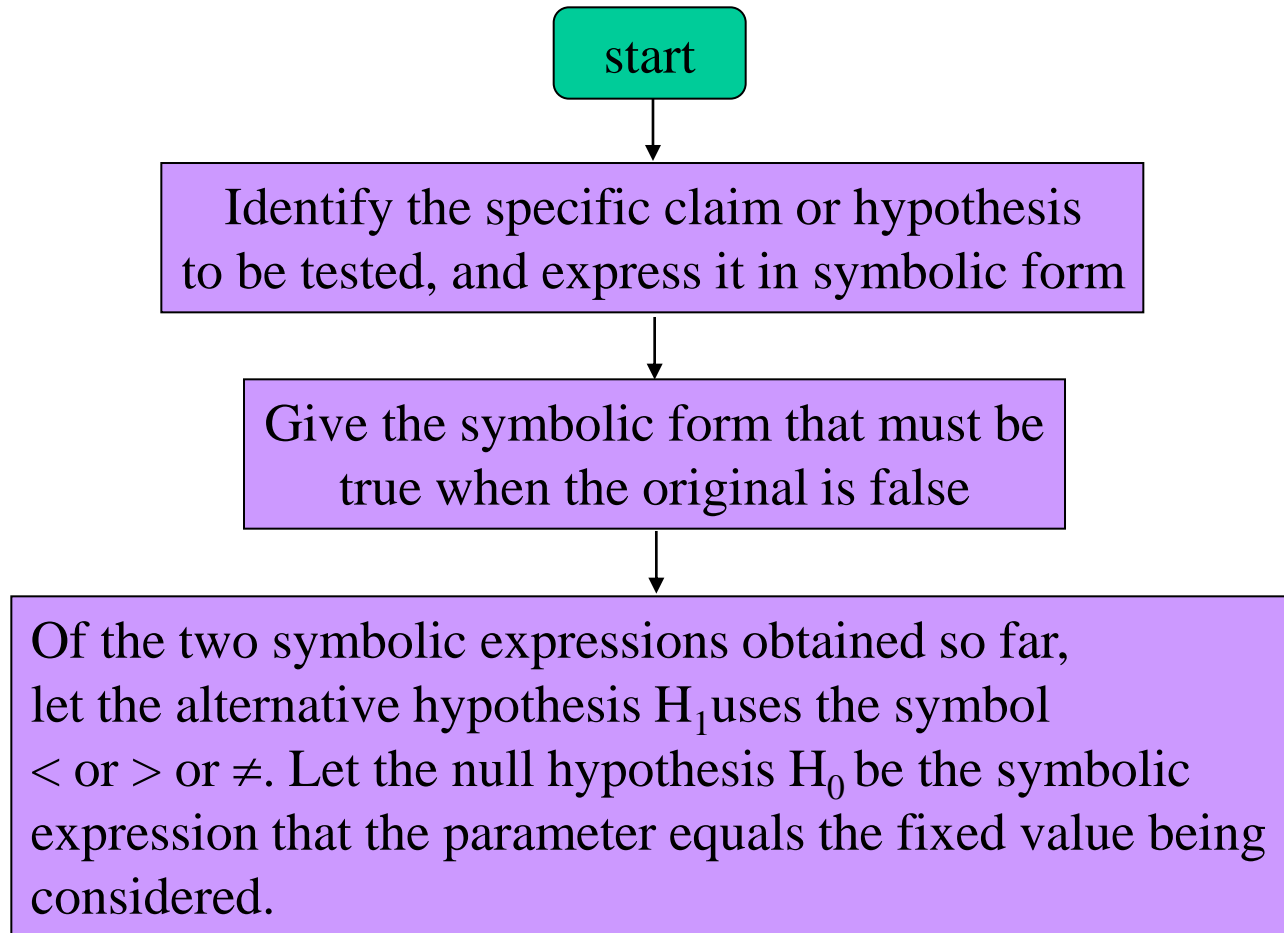 start
Identify the specific claim or hypothesis
to be tested, and express it in symbolic form
Give the symbolic form that must be
true when the original is false
Of the two symbolic expressions obtained so far,
let the alternative hypothesis H₁uses the symbol
< or > or ≠. Let the null hypothesis H₀ be the symbolic
expression that the parameter equals the fixed value being
considered.